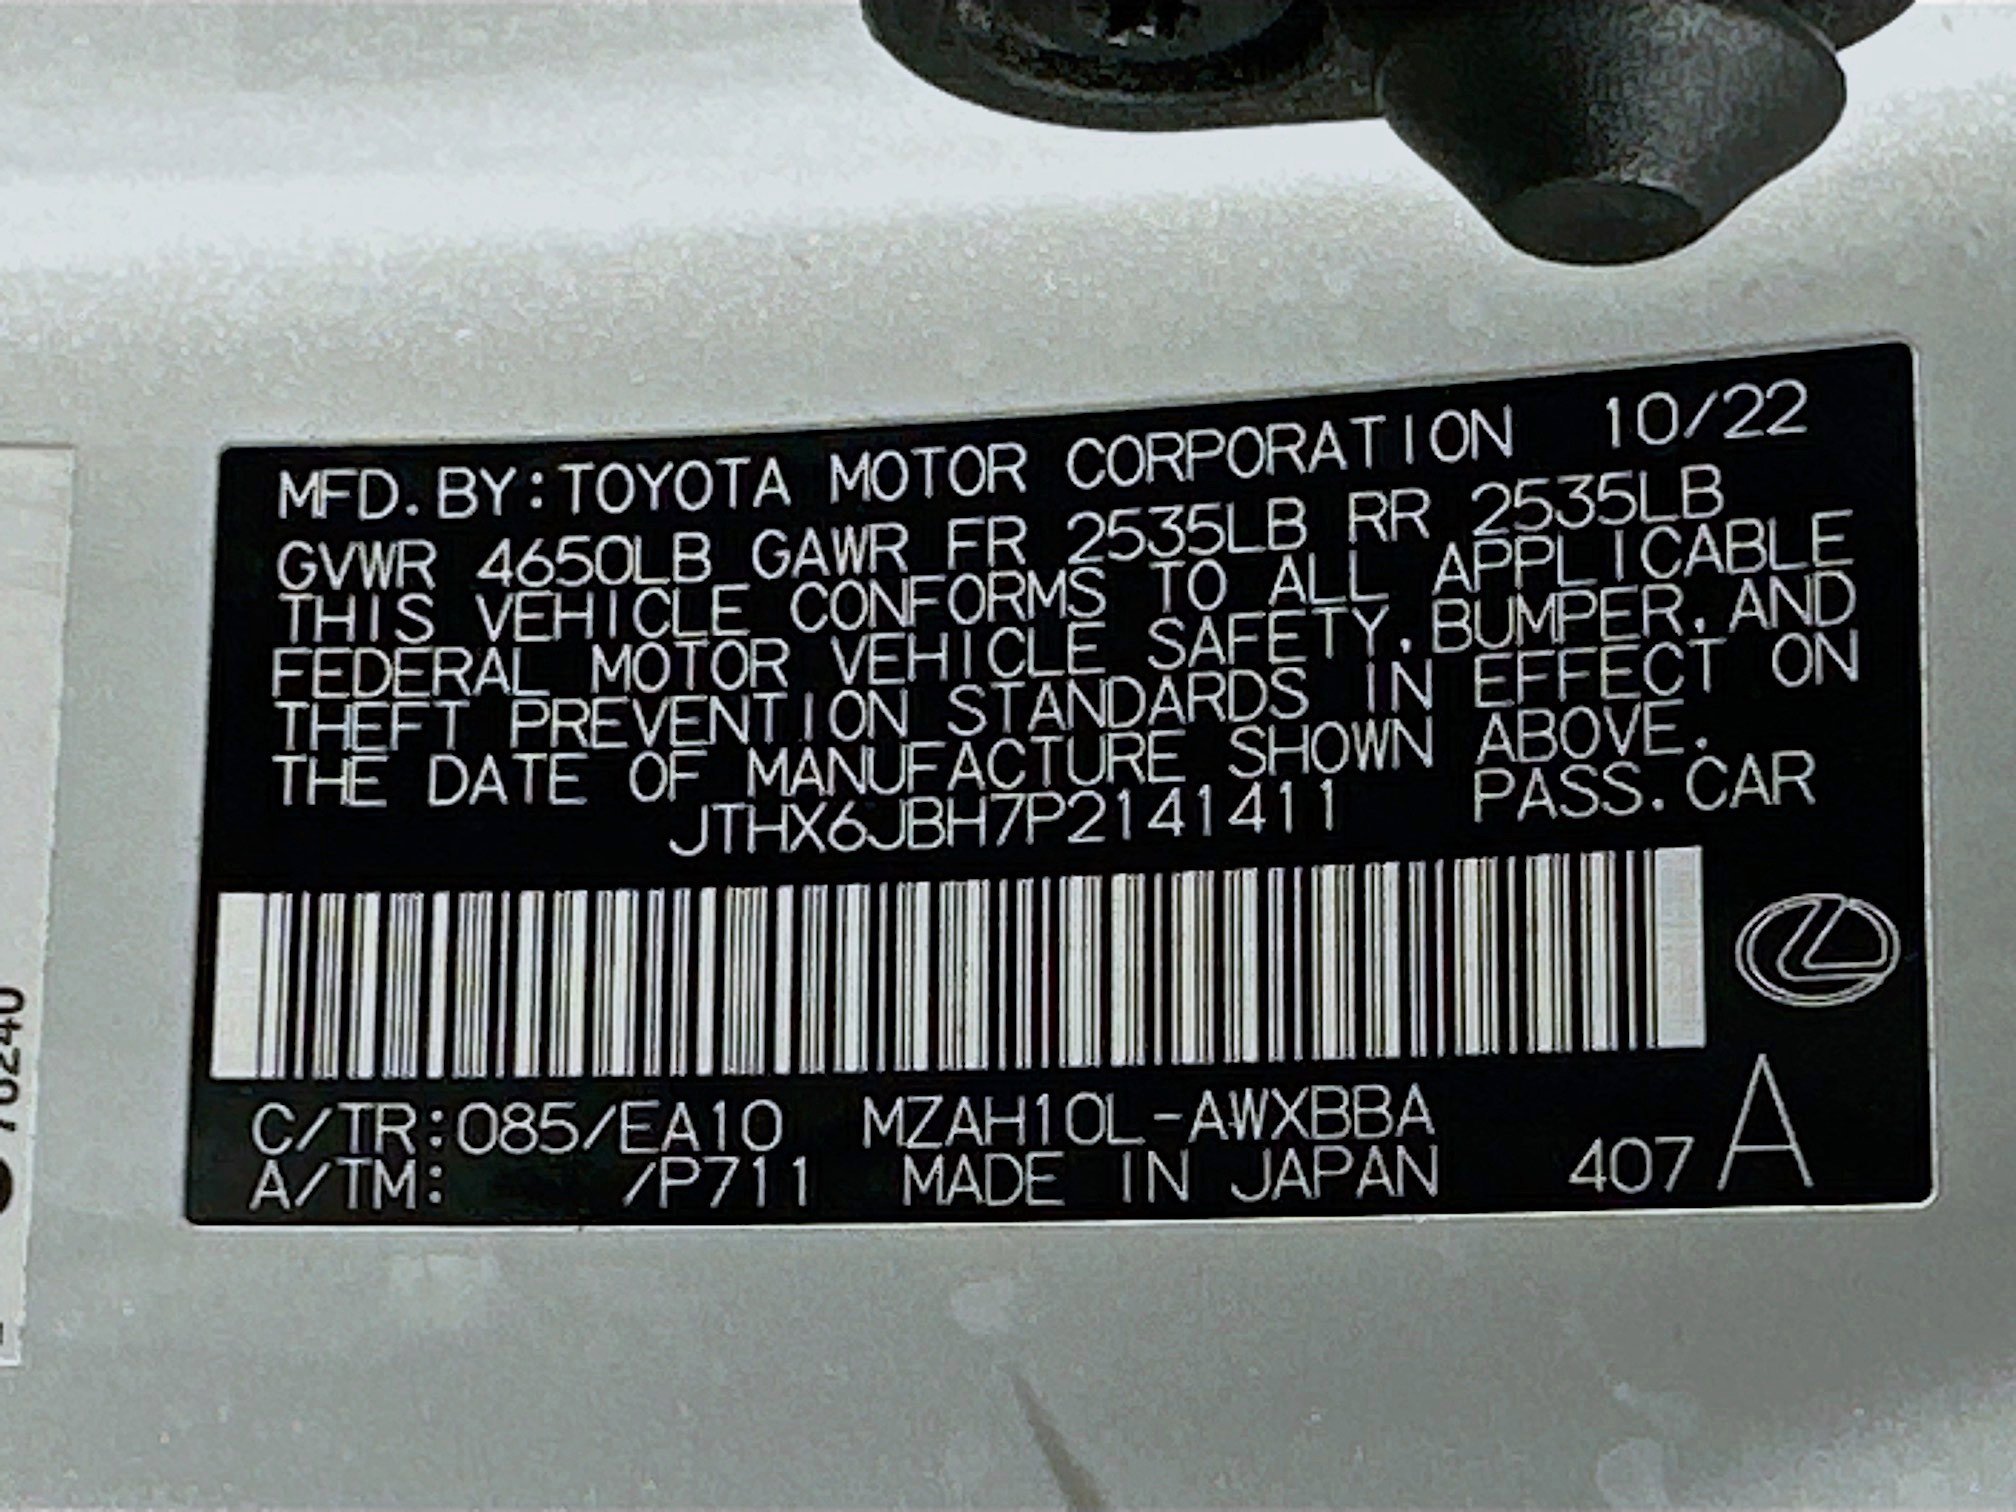 MFD.BY:TOYOTA MOTOR CORPORATION 10/22
GVWR 4650LB GAWR FR 2535LB RR 2535LB
THIS VEHICLE CONFORMS TO ALL APPLICABLE
FEDERAL MOTOR VEHICLE SAFETY,BUMPER,AND
THEFT PREVENTION STANDARDS IN EFFECT ON
THE DATE OF MANUFACTURE SHOWN ABOVE.
JTHX6JBH7P2141411 PASS.CAR
C/TR:085/EA10 MZAH10L-AWXBBA
A/TM: /P711 MADE IN JAPAN 407 A